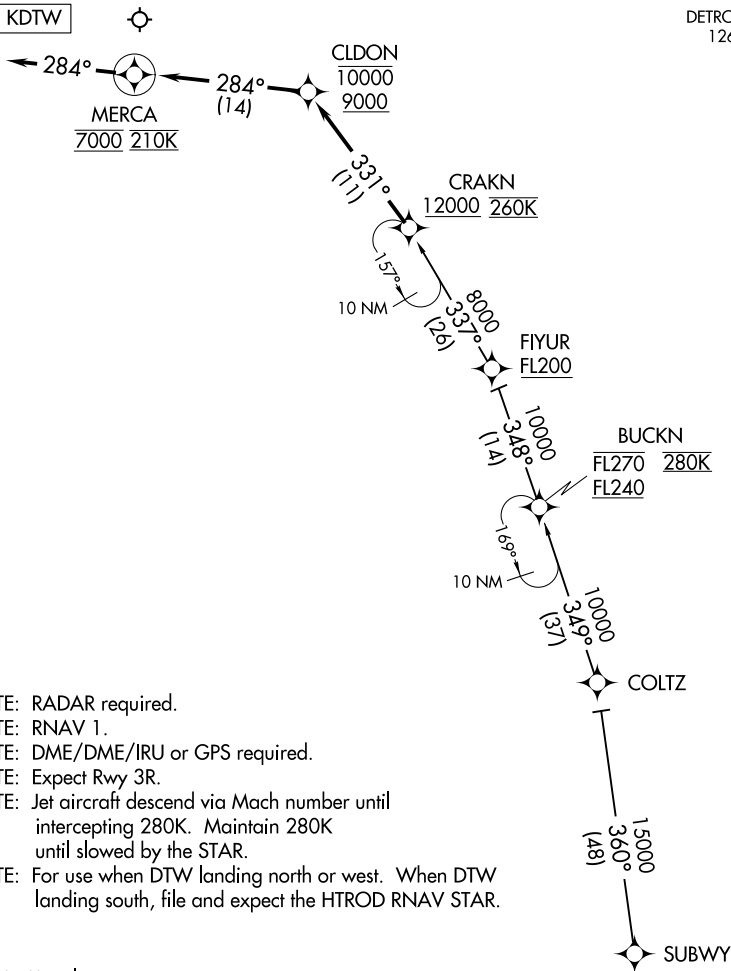 KDTW
DETRO
126
284°
284°
(14)
CLDON
10000
9000
MERCA
7000 210K
331°
(11)
CRAKN
12000 260K
157°
10 NM
8000
337°
(26)
FIYUR
FL200
10000
348°
(14)
BUCKN
FL270 280K
FL240
169°
10 NM
10000
349°
(37)
COLTZ
TE: RADAR required.
TE: RNAV 1.
TE: DME/DME/IRU or GPS required.
TE: Expect Rwy 3R.
TE: Jet aircraft descend via Mach number until
intercepting 280K. Maintain 280K
until slowed by the STAR.
TE: For use when DTW landing north or west. When DTW
landing south, file and expect the HTROD RNAV STAR.
15000
360°
(48)
SUBWY